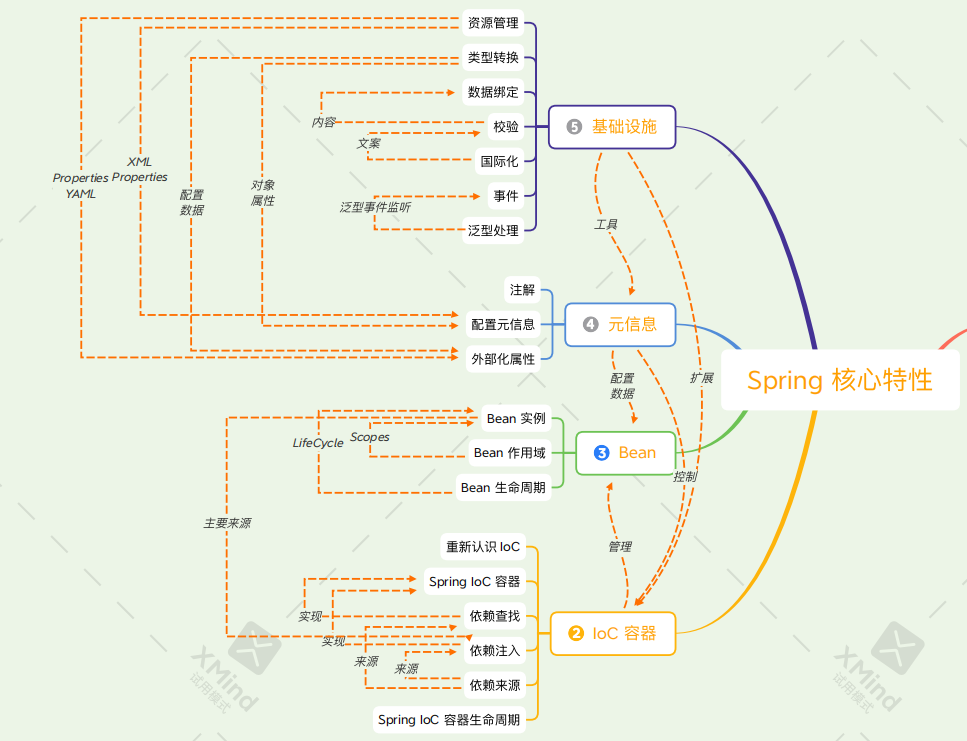 资源管理
类型转换
数据绑定
内容
校验
文案
国际化
事件
泛型事件监听
泛型处理
5 基础设施
Properties
YAML
XML
Properties
配置
数据
对象
属性
工具
注解
配置元信息
外部化属性
4 元信息
Spring 核心特性
配置
数据
扩展
Bean 实例
LifeCycle
Scopes
Bean 作用域
Bean 生命周期
3 Bean
控制
主要来源
管理
重新认识 IoC
Spring IoC 容器
实现
依赖查找
实现
依赖注入
来源
来源
依赖来源
Spring IoC 容器生命周期
2 IoC 容器
XMind
试用模式
XMind
试用模式